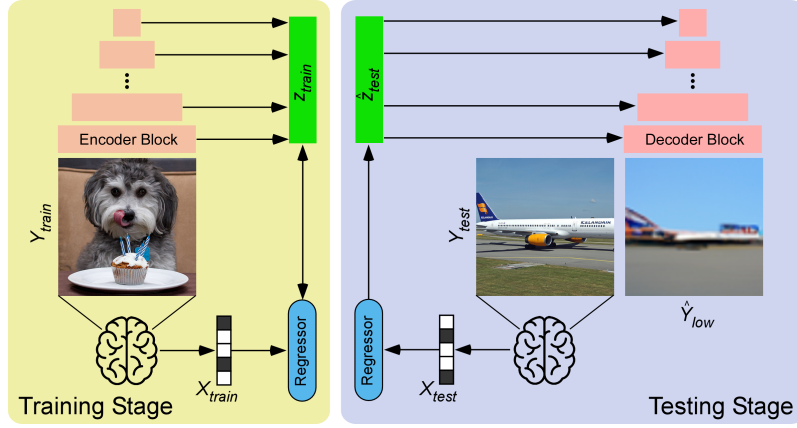 Encoder Block
Z_train
Y_train
Regressor
X_train
Training Stage
Ẑ_test
Decoder Block
Y_test
ICELANDAIR
Ŷ_low
Regressor
X_test
Testing Stage